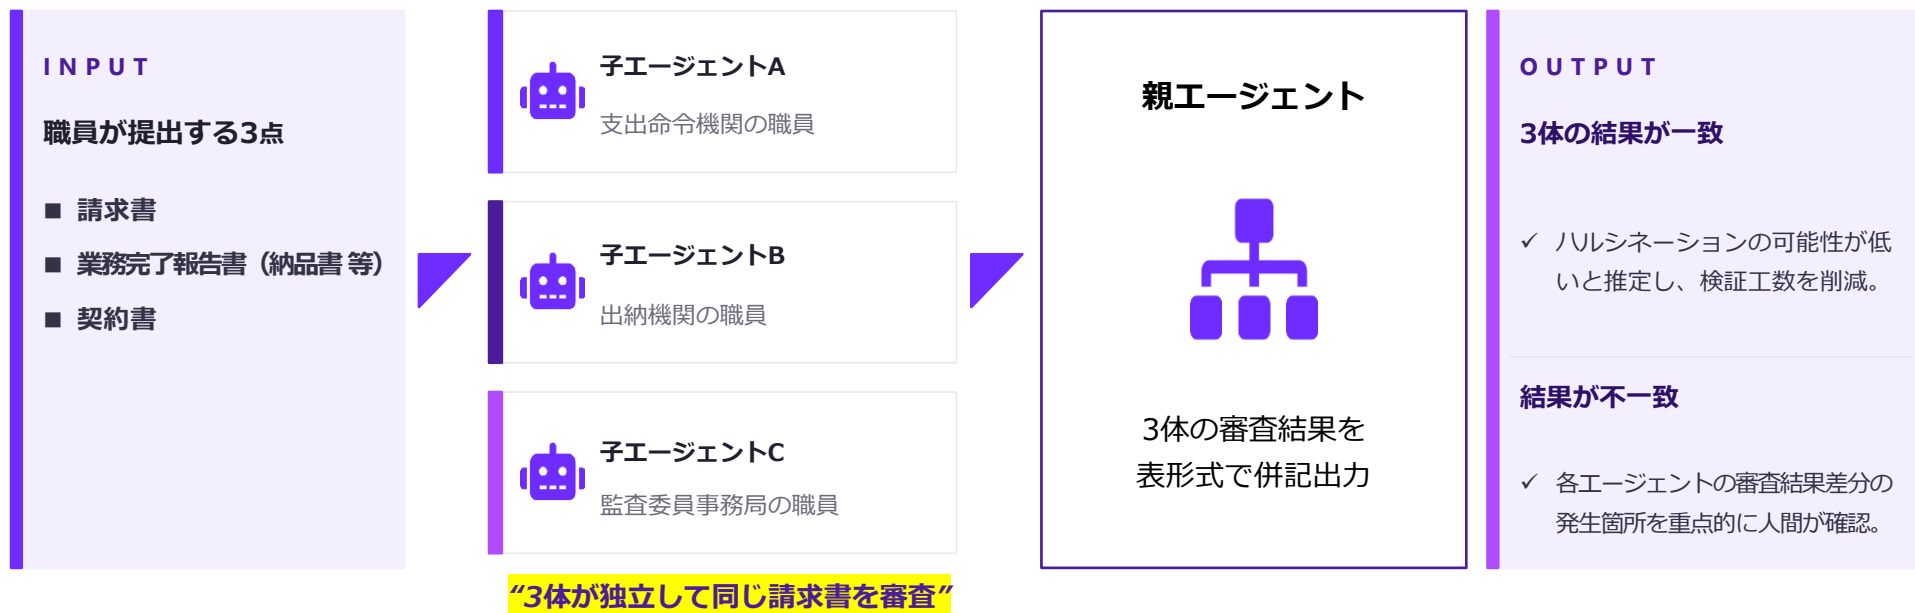 INPUT
職員が提出する3点
■ 請求書
■ 業務完了報告書（納品書 等）
■ 契約書
子エージェントA
支出命令機関の職員
子エージェントB
出納機関の職員
子エージェントC
監査委員事務局の職員
“3体が独立して同じ請求書を審査”
親エージェント
3体の審査結果を
表形式で併記出力
OUTPUT
3体の結果が一致
✓ ハルシネーションの可能性が低
いと推定し、検証工数を削減。
結果が不一致
✓ 各エージェントの審査結果差分の
発生箇所を重点的に人間が確認。